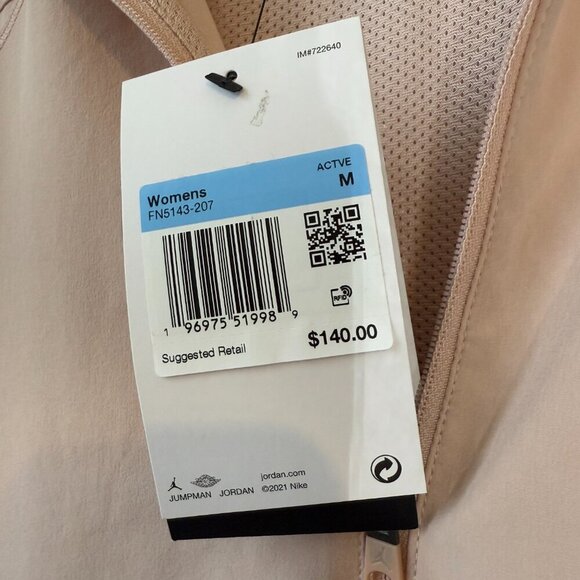 IM#722640
Womens ACTVE
FN5143-207 M
RFID
1 96975 51998 9
Suggested Retail $140.00
jordan.com
JUMPMAN JORDAN ©2021 Nike